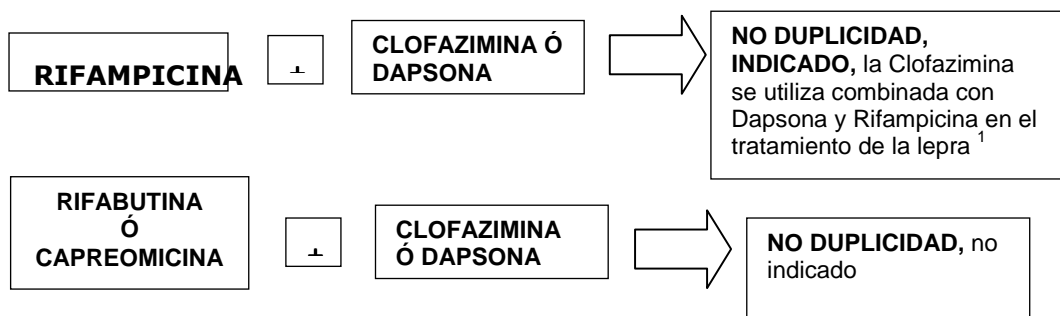 RIFAMPICINA
+
CLOFAZIMINA Ó
DAPSONA
NO DUPLICIDAD,
INDICADO, la Clofazimina
se utiliza combinada con
Dapsona y Rifampicina en el
tratamiento de la lepra 1
RIFABUTINA
Ó
CAPREOMICINA
+
CLOFAZIMINA
Ó DAPSONA
NO DUPLICIDAD, no
indicado